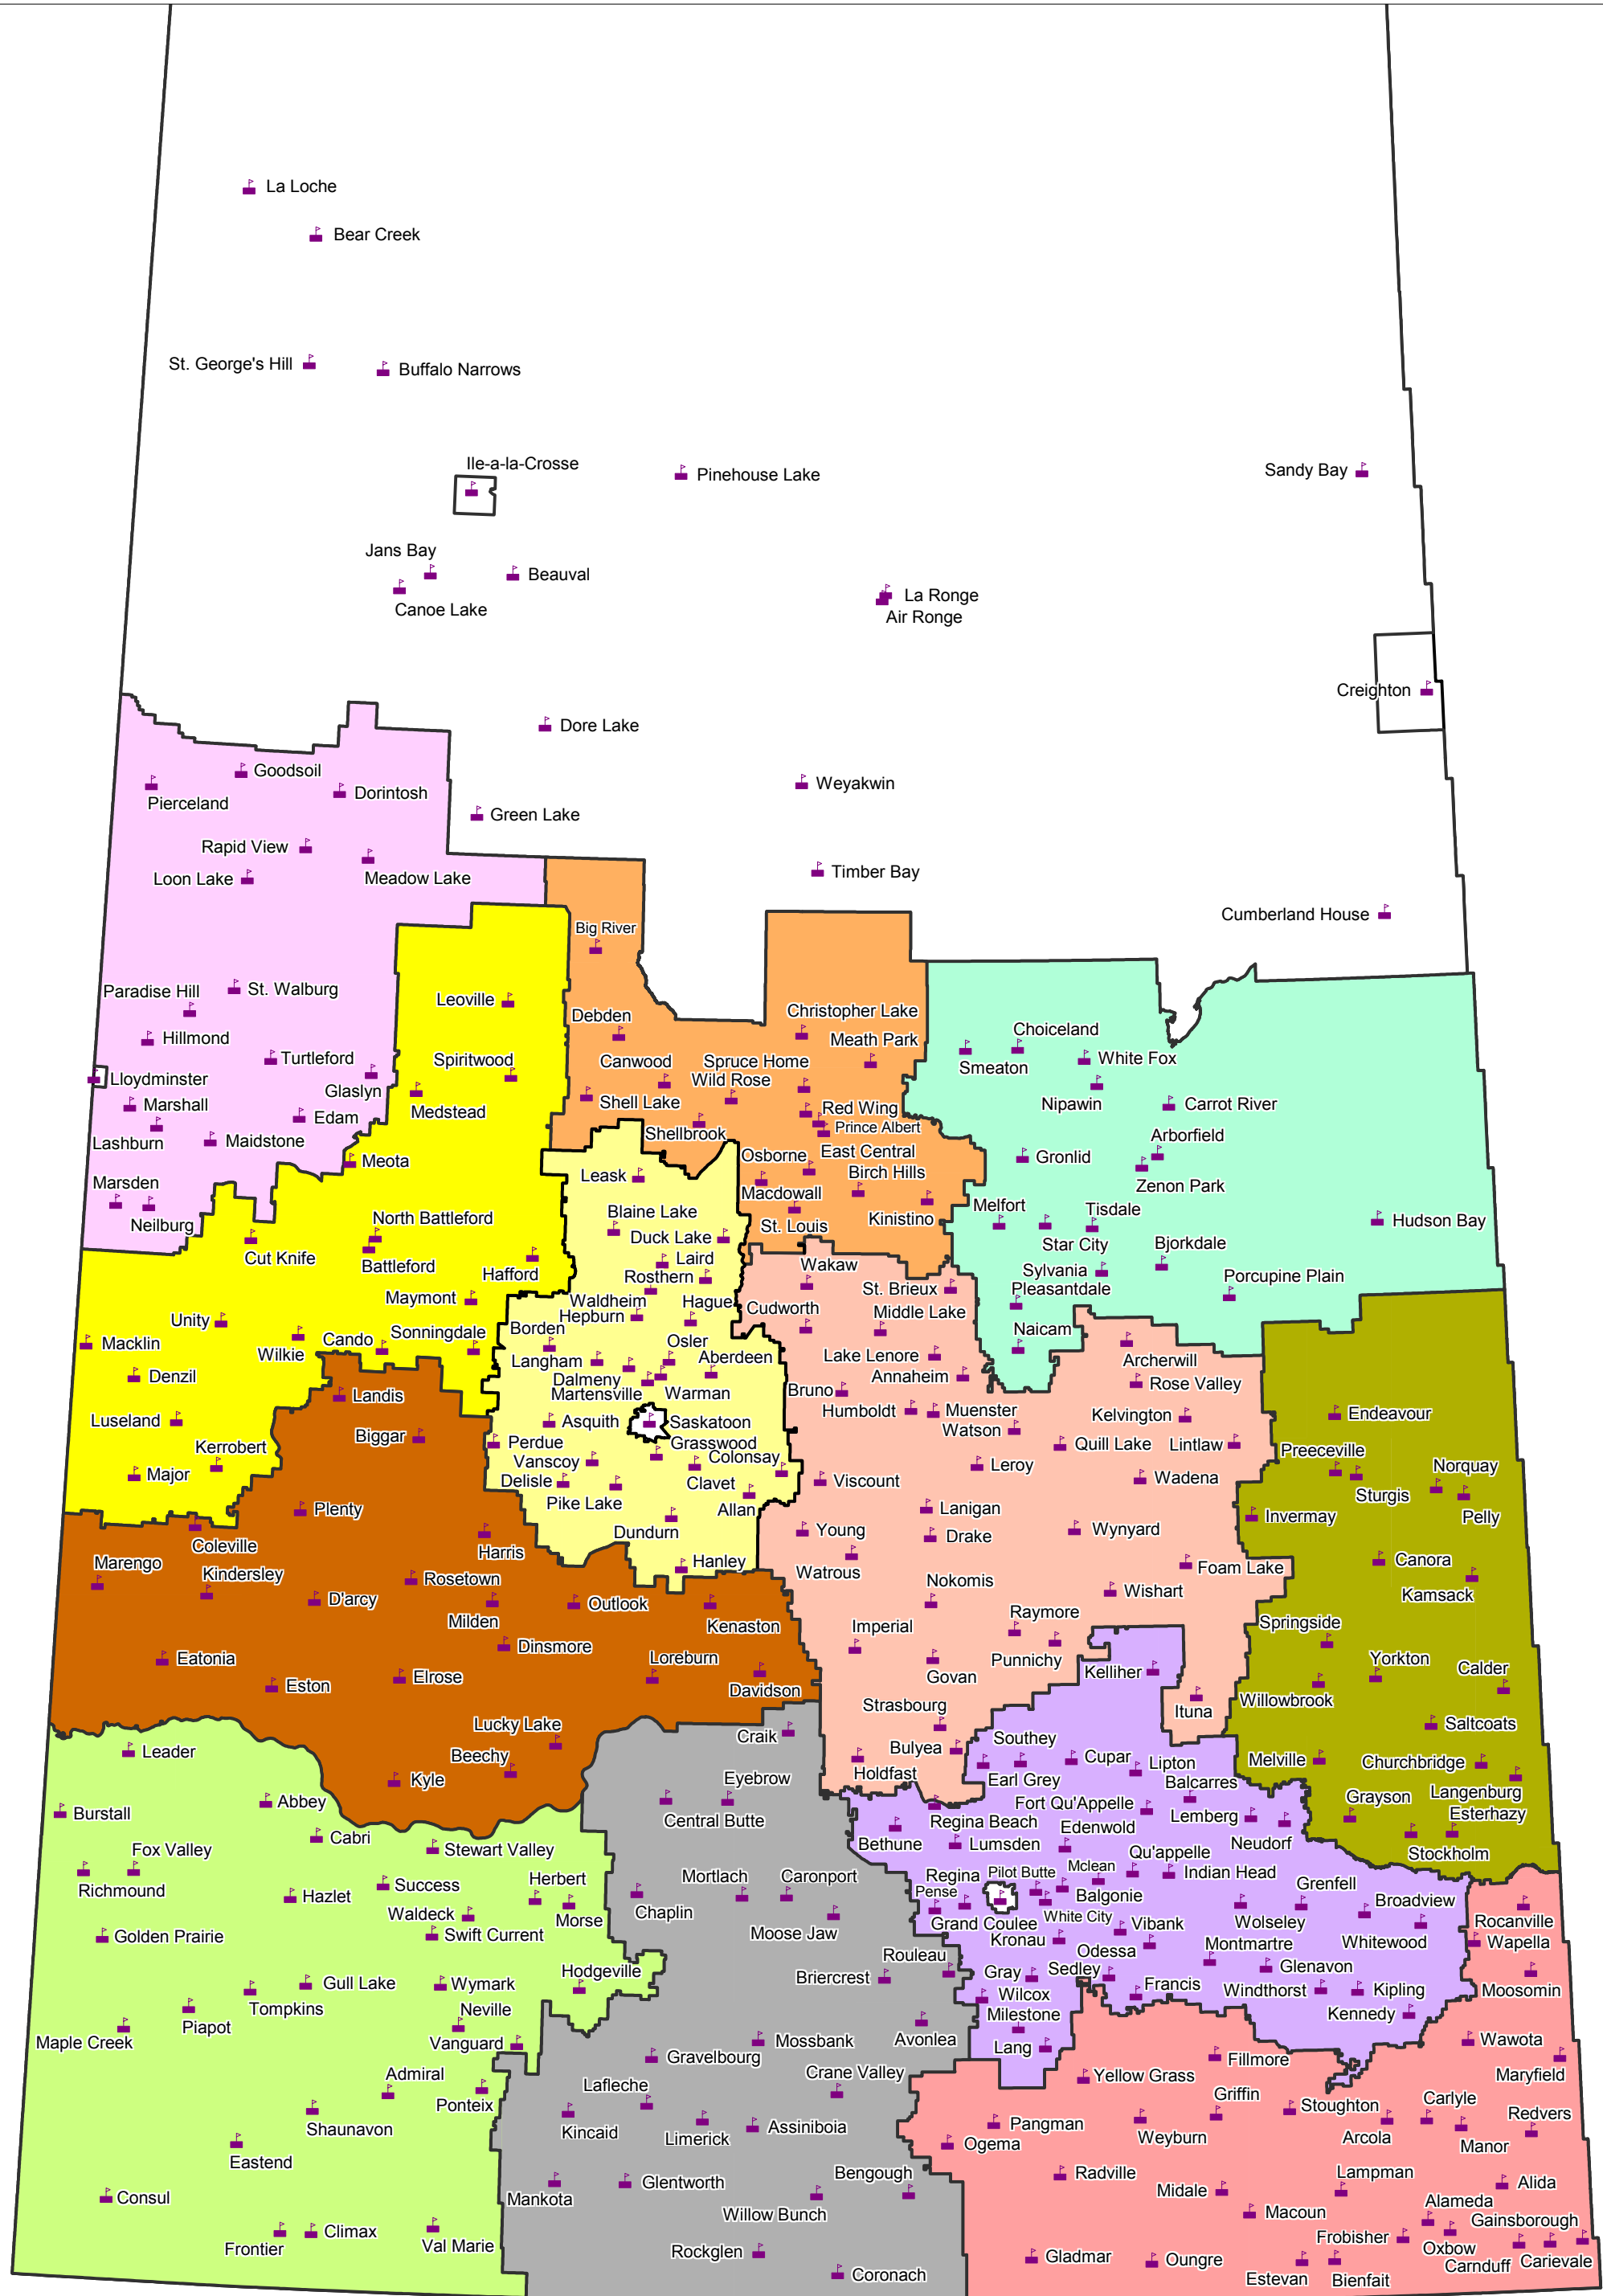 La Loche
Bear Creek
St. George's Hill
Buffalo Narrows
Ile-a-la-Crosse
Pinehouse Lake
Sandy Bay
Jans Bay
Beauval
Canoe Lake
La Ronge
Air Ronge
Creighton
Dore Lake
Goodsoil
Pierceland
Dorintosh
Weyakwin
Green Lake
Rapid View
Loon Lake
Meadow Lake
Timber Bay
Cumberland House
Big River
Paradise Hill
St. Walburg
Leoville
Debden
Christopher Lake
Hillmond
Choiceland
Meath Park
Turtleford
Spiritwood
Canwood
Spruce Home
Smeaton
White Fox
Lloydminster
Glaslyn
Wild Rose
Marshall
Medstead
Shell Lake
Red Wing
Nipawin
Carrot River
Edam
Lashburn
Maidstone
Shellbrook
Prince Albert
Arborfield
Meota
Osborne
East Central
Gronlid
Leask
Birch Hills
Zenon Park
Marsden
Macdowall
Neilburg
Blaine Lake
St. Louis
Kinistino
Melfort
Tisdale
North Battleford
Duck Lake
Star City
Hudson Bay
Cut Knife
Battleford
Hafford
Laird
Wakaw
Bjorkdale
Rosthern
St. Brieux
Sylvania
Porcupine Plain
Maymont
Waldheim
Hague
Cudworth
Middle Lake
Pleasantdale
Unity
Hepburn
Borden
Naicam
Macklin
Wilkie
Cando
Sonningdale
Osler
Langham
Aberdeen
Lake Lenore
Archerwill
Denzil
Dalmeny
Annaheim
Rose Valley
Landis
Martensville
Warman
Bruno
Luseland
Asquith
Saskatoon
Humboldt
Muenster
Kelvington
Endeavour
Biggar
Perdue
Grasswood
Watson
Quill Lake
Lintlaw
Kerrobert
Vanscoy
Colonsay
Preeceville
Major
Delisle
Clavet
Viscount
Leroy
Wadena
Norquay
Pike Lake
Allan
Sturgis
Plenty
Lanigan
Invermay
Pelly
Coleville
Harris
Dundurn
Young
Drake
Wynyard
Marengo
Hanley
Watrous
Foam Lake
Canora
Kindersley
Rosetown
Nokomis
Wishart
Kamsack
D'arcy
Milden
Outlook
Kenaston
Imperial
Raymore
Springside
Dinsmore
Eatonia
Loreburn
Govan
Punnichy
Kelliher
Yorkton
Calder
Eston
Elrose
Davidson
Willowbrook
Strasbourg
Ituna
Lucky Lake
Craik
Saltcoats
Leader
Beechy
Bulyea
Southey
Cupar
Lipton
Melville
Churchbridge
Kyle
Eyebrow
Holdfast
Earl Grey
Balcarres
Langenburg
Abbey
Fort Qu'Appelle
Grayson
Burstall
Central Butte
Regina Beach
Edenwold
Lemberg
Esterhazy
Cabri
Bethune
Lumsden
Neudorf
Stockholm
Fox Valley
Stewart Valley
Qu'appelle
Richmound
Success
Herbert
Mortlach
Caronport
Regina
Pilot Butte
Mclean
Indian Head
Grenfell
Hazlet
Pense
Balgonie
Broadview
Waldeck
Morse
Chaplin
Grand Coulee
White City
Vibank
Wolseley
Rocanville
Golden Prairie
Swift Current
Moose Jaw
Kronau
Whitewood
Wapella
Rouleau
Odessa
Montmartre
Hodgeville
Briercrest
Gray
Sedley
Glenavon
Gull Lake
Wymark
Francis
Windthorst
Kipling
Moosomin
Tompkins
Neville
Wilcox
Piapot
Milestone
Kennedy
Maple Creek
Vanguard
Mossbank
Avonlea
Lang
Wawota
Gravelbourg
Fillmore
Admiral
Crane Valley
Yellow Grass
Maryfield
Ponteix
Lafleche
Griffin
Stoughton
Carlyle
Redvers
Shaunavon
Kincaid
Limerick
Assiniboia
Pangman
Weyburn
Arcola
Manor
Ogema
Eastend
Bengough
Radville
Lampman
Glentworth
Midale
Alida
Consul
Mankota
Willow Bunch
Macoun
Alameda
Gainsborough
Climax
Frobisher
Frontier
Val Marie
Rockglen
Gladmar
Oungre
Oxbow
Carievale
Carnduff
Coronach
Estevan
Bienfait